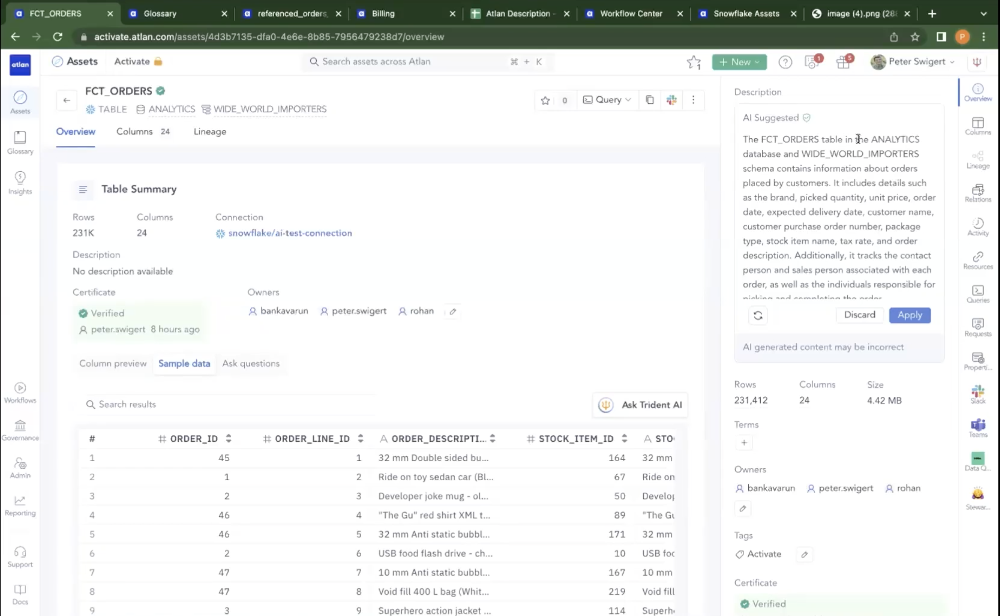 FCT_ORDERS
Glossary
referenced_orders
Billing
Atlan Description -
Workflow Center
Snowflake Assets
image (4).png (28
activate.atlan.com/assets/4d3b7135-dfa0-4e6e-8b85-7956479238d7/overview
P
atlan
Assets
Activate
Search assets across Atlan
⌘ + K
1
+ New
1
5
Peter Swigert
Assets
Glossary
Insights
Workflows
Governance
Admin
Reporting
Support
Docs
FCT_ORDERS
TABLE ANALYTICS WIDE_WORLD_IMPORTERS
0
Query
Overview
Columns 24
Lineage
Table Summary
Rows Columns Connection
231K 24 snowflake/ai-test-connection
Description
No description available
Certificate
Owners
Verified
peter.swigert 8 hours ago
bankavarun peter.swigert rohan
Column preview
Sample data
Ask questions
Search results
Ask Trident AI
# # ORDER_ID # ORDER_LINE_ID A ORDER_DESCRIPTI... # STOCK_ITEM_ID A STO
1 45 1 32 mm Double sided bu... 164 32 mm
2 1 2 Ride on toy sedan car (Bl... 67 Ride on
3 2 3 Developer joke mug - ol... 50 Develop
4 46 4 "The Gu" red shirt XML t... 89 "The Gu
5 46 5 32 mm Anti static bubbl... 171 32 mm
6 2 6 USB food flash drive - ch... 10 USB foo
7 47 7 10 mm Anti static bubbl... 167 10 mm
8 47 8 Void fill 400 L bag (Whit... 219 Void fill
9 3 9 Superhero action jacket ... 114 Superh
Description
AI Suggested
The FCT_ORDERS table in the ANALYTICS
database and WIDE_WORLD_IMPORTERS
schema contains information about orders
placed by customers. It includes details such
as the brand, picked quantity, unit price, order
date, expected delivery date, customer name,
customer purchase order number, package
type, stock item name, tax rate, and order
description. Additionally, it tracks the contact
person and sales person associated with each
order, as well as the individuals responsible for
picking and completing the order.
Discard
Apply
AI generated content may be incorrect
Rows Columns Size
231,412 24 4.42 MB
Terms
+
Owners
bankavarun peter.swigert rohan
Tags
Activate
Certificate
Verified
Overview
Columns
Lineage
Relations
Activity
Resources
Queries
Requests
Properti...
Slack
Teams
Data Q...
Stewar...